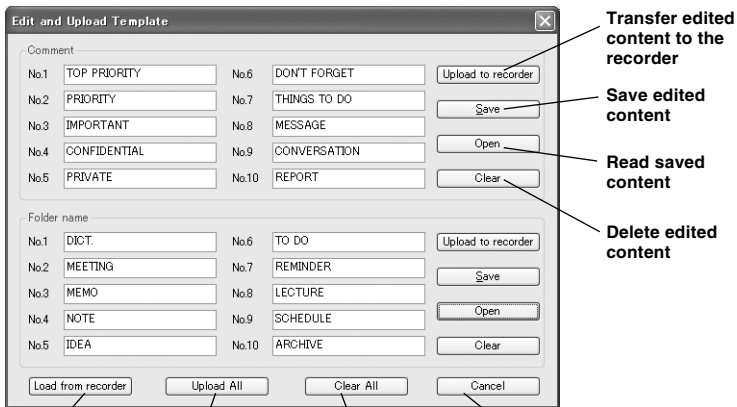 Edit and Upload Template
Transfer edited
content to the
recorder
Comment
No.1 TOP PRIORITY No.6 DON'T FORGET Upload to recorder
No.2 PRIORITY No.7 THINGS TO DO Save
Save edited
content
No.3 IMPORTANT No.8 MESSAGE Open
No.4 CONFIDENTIAL No.9 CONVERSATION
Read saved
content
No.5 PRIVATE No.10 REPORT Clear
Delete edited
content
Folder name
No.1 DICT. No.6 TO DO Upload to recorder
No.2 MEETING No.7 REMINDER Save
No.3 MEMO No.8 LECTURE
No.4 NOTE No.9 SCHEDULE Open
No.5 IDEA No.10 ARCHIVE Clear
Load from recorder Upload All Clear All Cancel